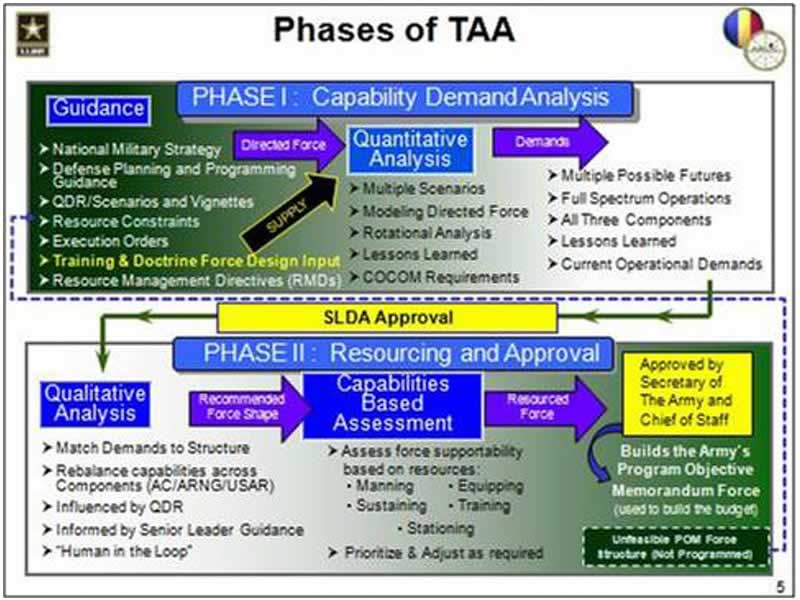 Phases of TAA
U.S. ARMY
PHASE I : Capability Demand Analysis
Guidance
➤ National Military Strategy
➤ Defense Planning and Programming
Guidance
➤ QDR/Scenarios and Vignettes
➤ Resource Constraints
➤ Execution Orders
➤ Training & Doctrine Force Design Input
➤ Resource Management Directives (RMDs)
Directed Force
SUPPLY
Quantitative
Analysis
➤ Multiple Scenarios
➤ Modeling Directed Force
➤ Rotational Analysis
➤ Lessons Learned
➤ COCOM Requirements
Demands
➤ Multiple Possible Futures
➤ Full Spectrum Operations
➤ All Three Components
➤ Lessons Learned
➤ Current Operational Demands
SLDA Approval
PHASE II : Resourcing and Approval
Qualitative
Analysis
➤ Match Demands to Structure
➤ Rebalance capabilities across
Components (AC/ARNG/USAR)
➤ Influenced by QDR
➤ Informed by Senior Leader Guidance
➤ "Human in the Loop"
Recommended
Force Shape
Capabilities
Based
Assessment
➤ Assess force supportability
based on resources:
• Manning • Equipping
• Sustaining • Training
• Stationing
➤ Prioritize & Adjust as required
Resourced
Force
Approved by
Secretary of
The Army and
Chief of Staff
Builds the Army's
Program Objective
Memorandum Force
(used to build the budget)
Unfeasible POM Force
Structure (Not Programmed)
5